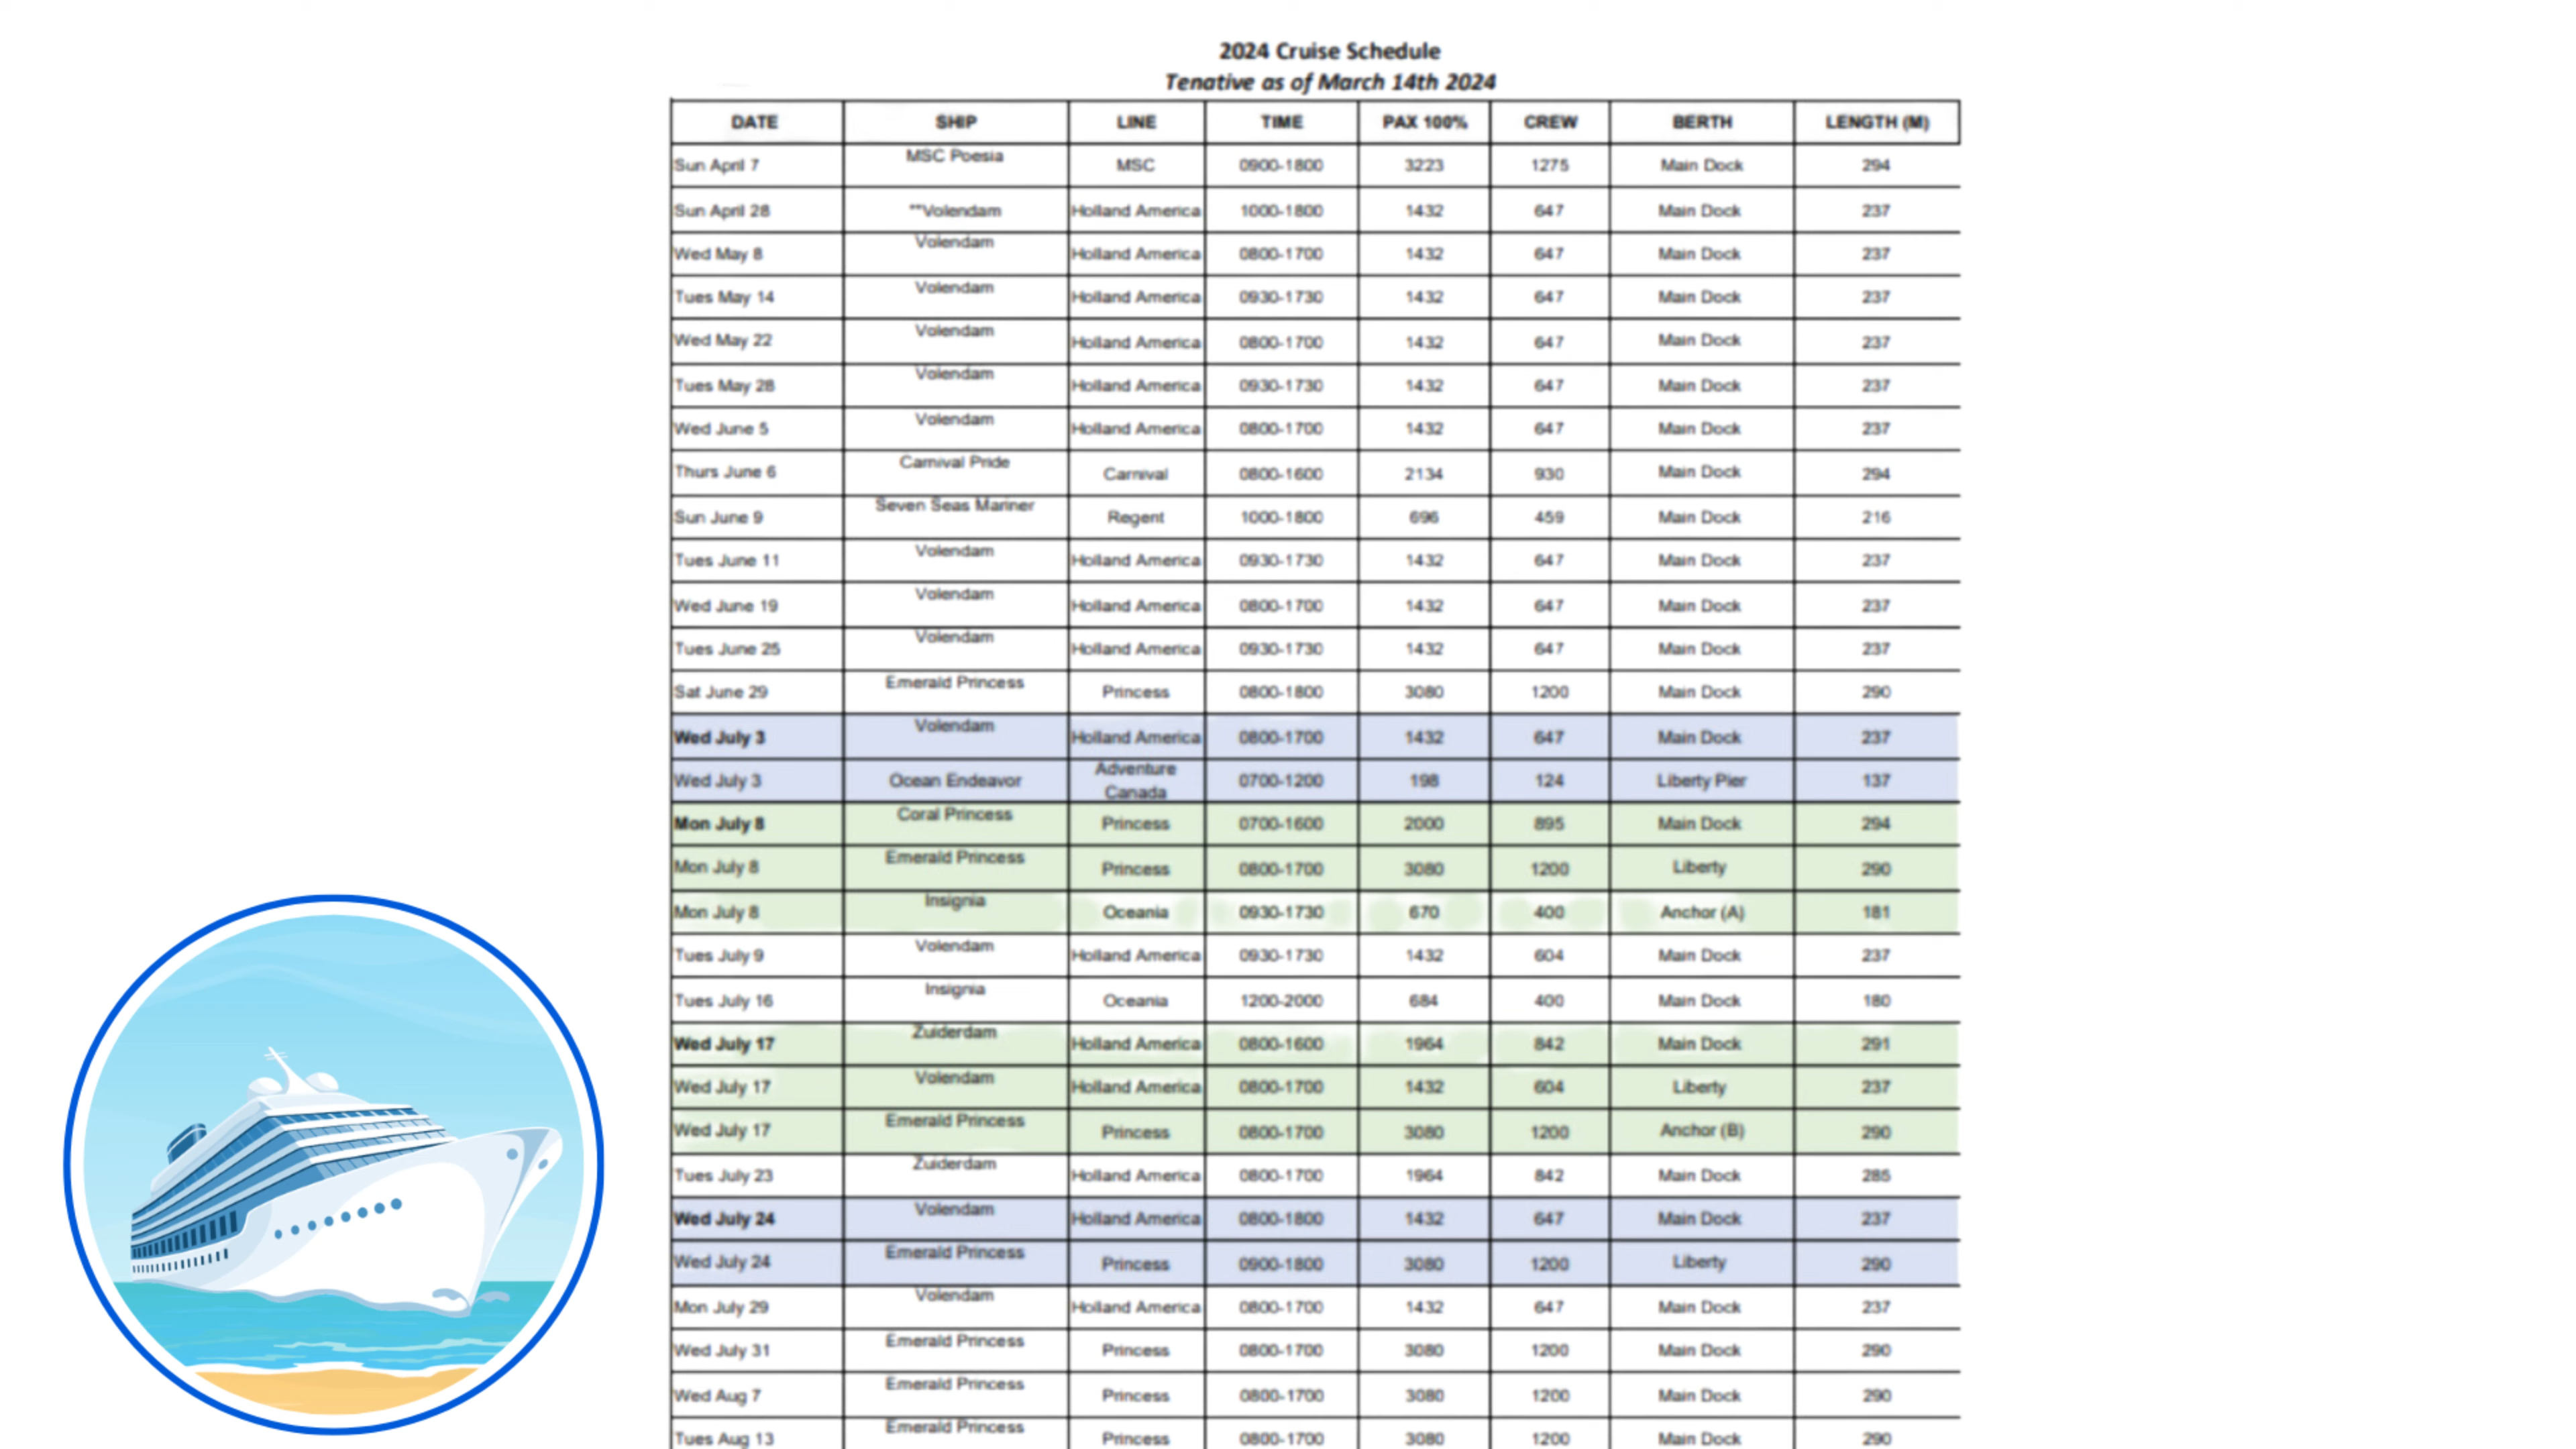 2024 Cruise Schedule
Tenative as of March 14th 2024
DATE SHIP LINE TIME PAX 100% CREW BERTH LENGTH (M)
Sun April 7 MSC Poesia MSC 0900-1800 3223 1275 Main Dock 294
Sun April 28 **Volendam Holland America 1000-1800 1432 647 Main Dock 237
Wed May 8 Volendam Holland America 0800-1700 1432 647 Main Dock 237
Tues May 14 Volendam Holland America 0930-1730 1432 647 Main Dock 237
Wed May 22 Volendam Holland America 0800-1700 1432 647 Main Dock 237
Tues May 28 Volendam Holland America 0930-1730 1432 647 Main Dock 237
Wed June 5 Volendam Holland America 0800-1700 1432 647 Main Dock 237
Thurs June 6 Carnival Pride Carnival 0800-1600 2134 930 Main Dock 294
Sun June 9 Seven Seas Mariner Regent 1000-1800 696 459 Main Dock 216
Tues June 11 Volendam Holland America 0930-1730 1432 647 Main Dock 237
Wed June 19 Volendam Holland America 0800-1700 1432 647 Main Dock 237
Tues June 25 Volendam Holland America 0930-1730 1432 647 Main Dock 237
Sat June 29 Emerald Princess Princess 0800-1800 3080 1200 Main Dock 290
Wed July 3 Volendam Holland America 0800-1700 1432 647 Main Dock 237
Wed July 3 Ocean Endeavor Adventure Canada 0700-1200 198 124 Liberty Pier 137
Mon July 8 Coral Princess Princess 0700-1600 2000 895 Main Dock 294
Mon July 8 Emerald Princess Princess 0800-1700 3080 1200 Liberty 290
Mon July 8 Insignia Oceania 0930-1730 670 400 Anchor (A) 181
Tues July 9 Volendam Holland America 0930-1730 1432 604 Main Dock 237
Tues July 16 Insignia Oceania 1200-2000 684 400 Main Dock 180
Wed July 17 Zuiderdam Holland America 0800-1600 1964 842 Main Dock 291
Wed July 17 Volendam Holland America 0800-1700 1432 604 Liberty 237
Wed July 17 Emerald Princess Princess 0800-1700 3080 1200 Anchor (B) 290
Tues July 23 Zuiderdam Holland America 0800-1700 1964 842 Main Dock 285
Wed July 24 Volendam Holland America 0800-1800 1432 647 Main Dock 237
Wed July 24 Emerald Princess Princess 0900-1800 3080 1200 Liberty 290
Mon July 29 Volendam Holland America 0800-1700 1432 647 Main Dock 237
Wed July 31 Emerald Princess Princess 0800-1700 3080 1200 Main Dock 290
Wed Aug 7 Emerald Princess Princess 0800-1700 3080 1200 Main Dock 290
Tues Aug 13 Emerald Princess Princess 0800-1700 3080 1200 Main Dock 290